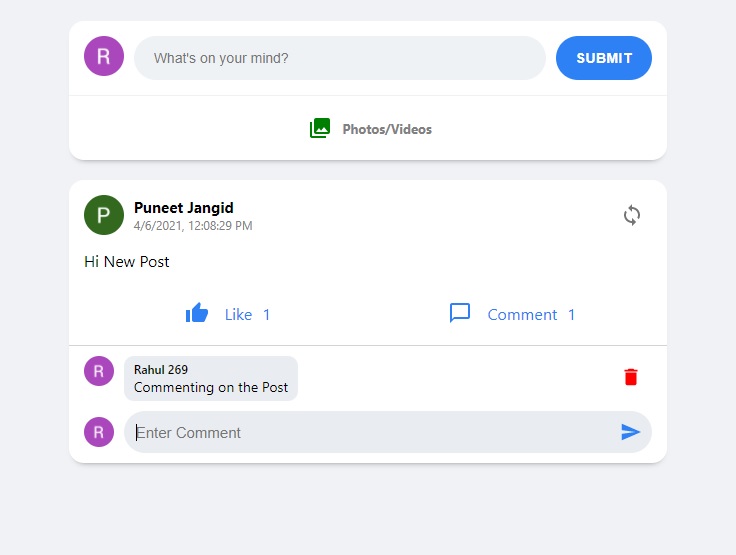 R What's on your mind? SUBMIT
Photos/Videos
P Puneet Jangid
4/6/2021, 12:08:29 PM
Hi New Post
Like 1 Comment 1
R Rahul 269
Commenting on the Post
R Enter Comment